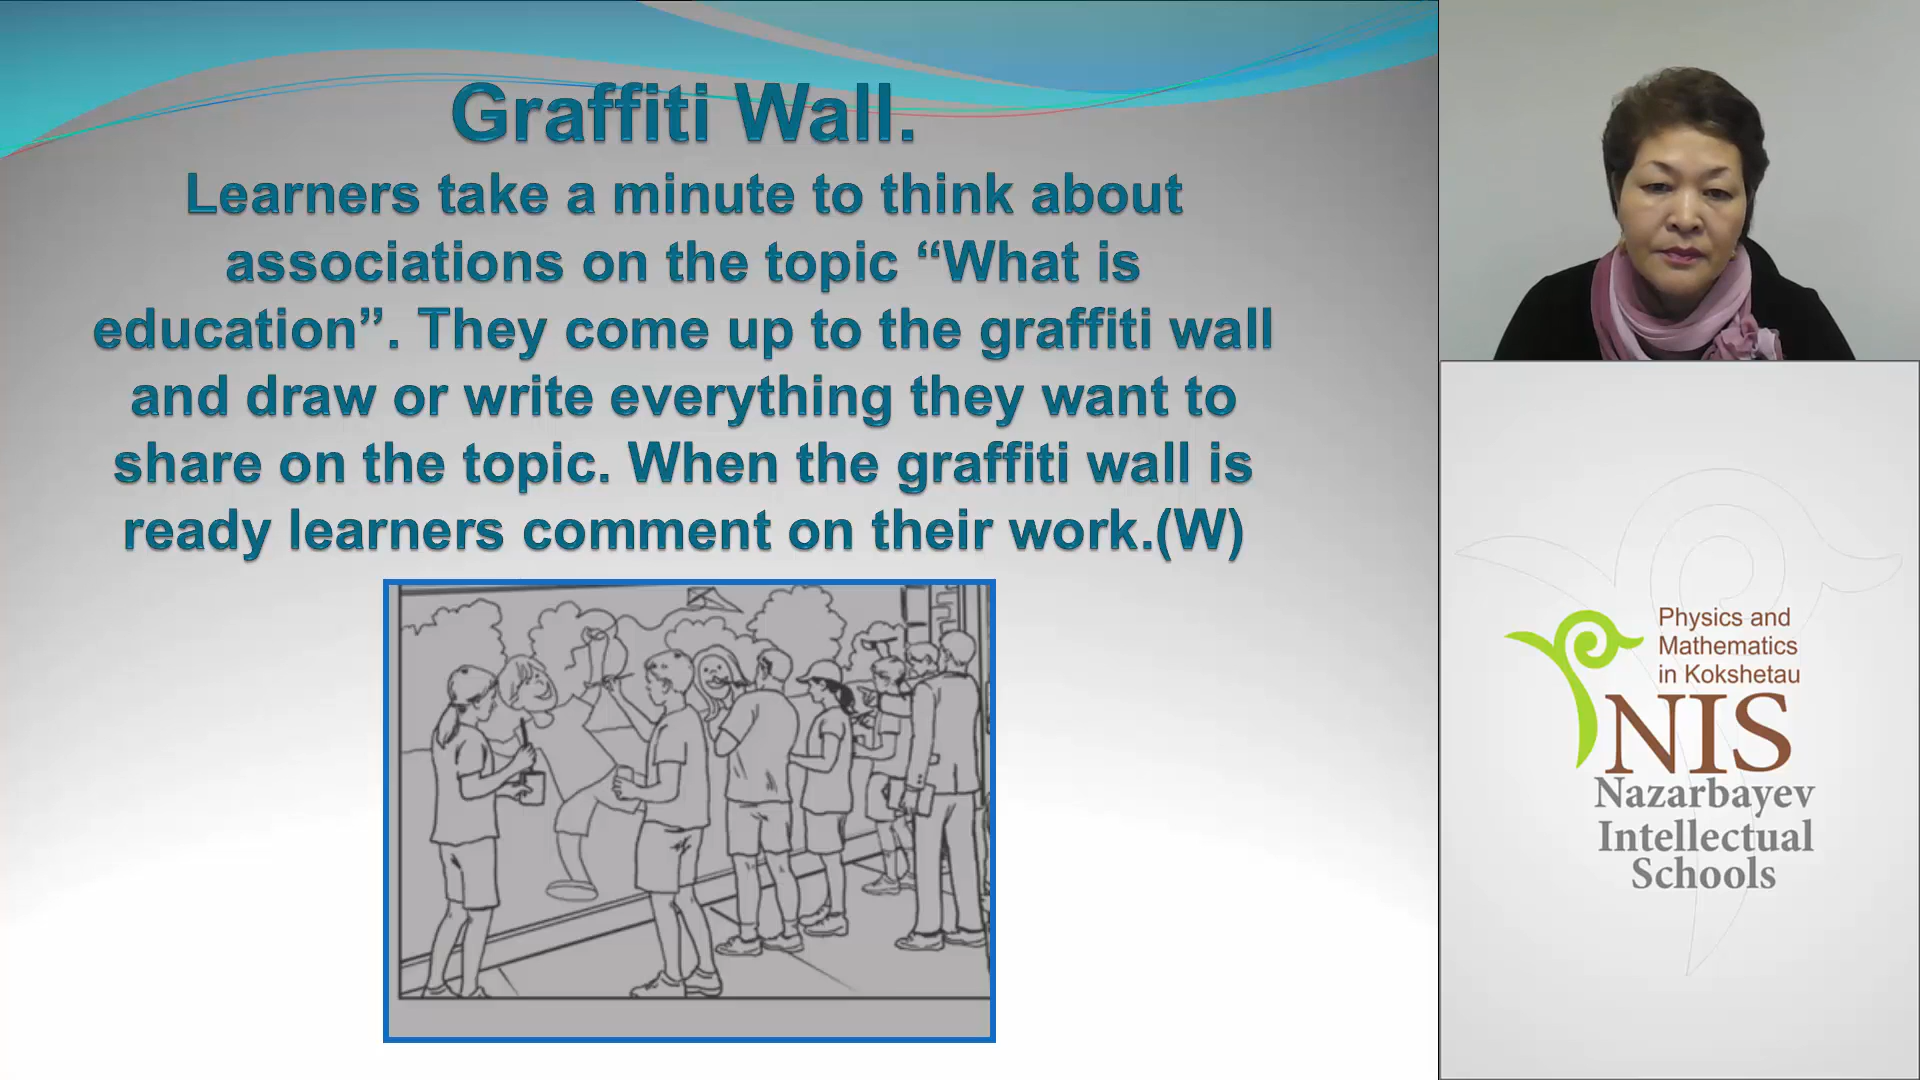 Graffiti Wall.
Learners take a minute to think about
associations on the topic “What is
education”. They come up to the graffiti wall
and draw or write everything they want to
share on the topic. When the graffiti wall is
ready learners comment on their work.(W)
Physics and
Mathematics
in Kokshetau
NIS
Nazarbayev
Intellectual
Schools